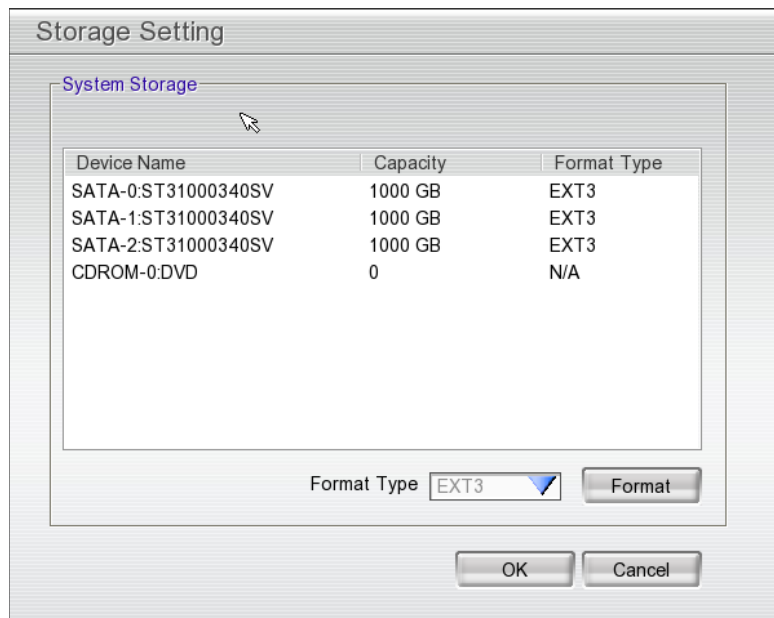 Storage Setting
System Storage
Device Name Capacity Format Type
SATA-0:ST31000340SV 1000 GB EXT3
SATA-1:ST31000340SV 1000 GB EXT3
SATA-2:ST31000340SV 1000 GB EXT3
CDROM-0:DVD 0 N/A
Format Type EXT3 Format
OK Cancel